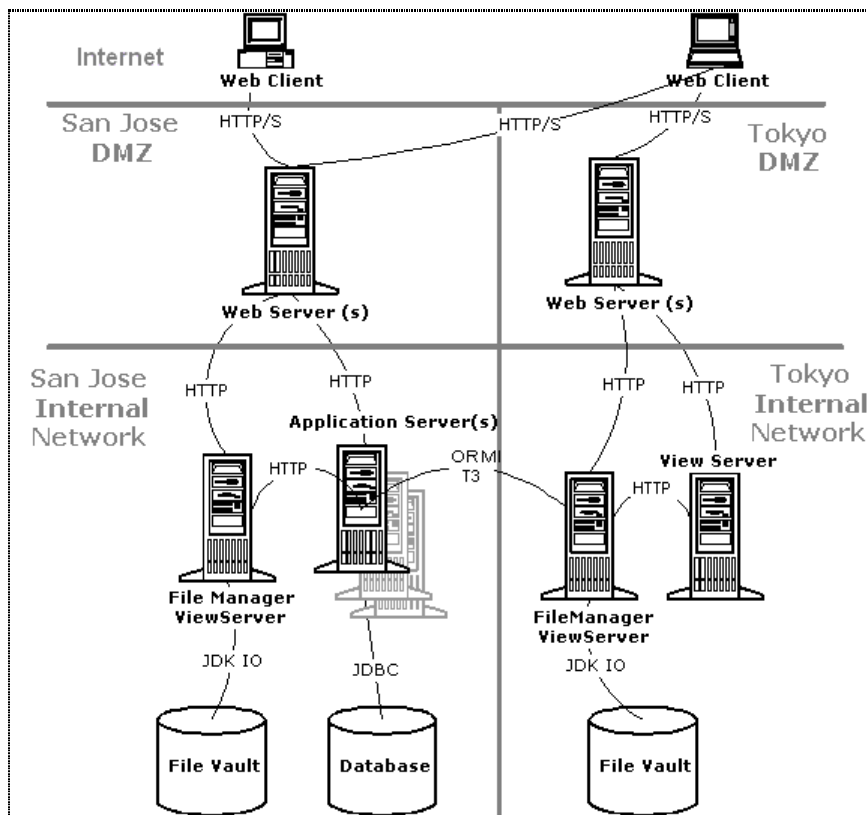 Internet
Web Client
Web Client
San Jose
DMZ
HTTP/S
HTTP/S
HTTP/S
Tokyo
DMZ
Web Server (s)
Web Server (s)
San Jose
Internal
Network
HTTP
HTTP
HTTP
HTTP
Tokyo
Internal
Network
Application Server(s)
View Server
HTTP
ORMI
T3
HTTP
File Manager
ViewServer
FileManager
ViewServer
JDK IO
JDBC
JDK IO
File Vault
Database
File Vault